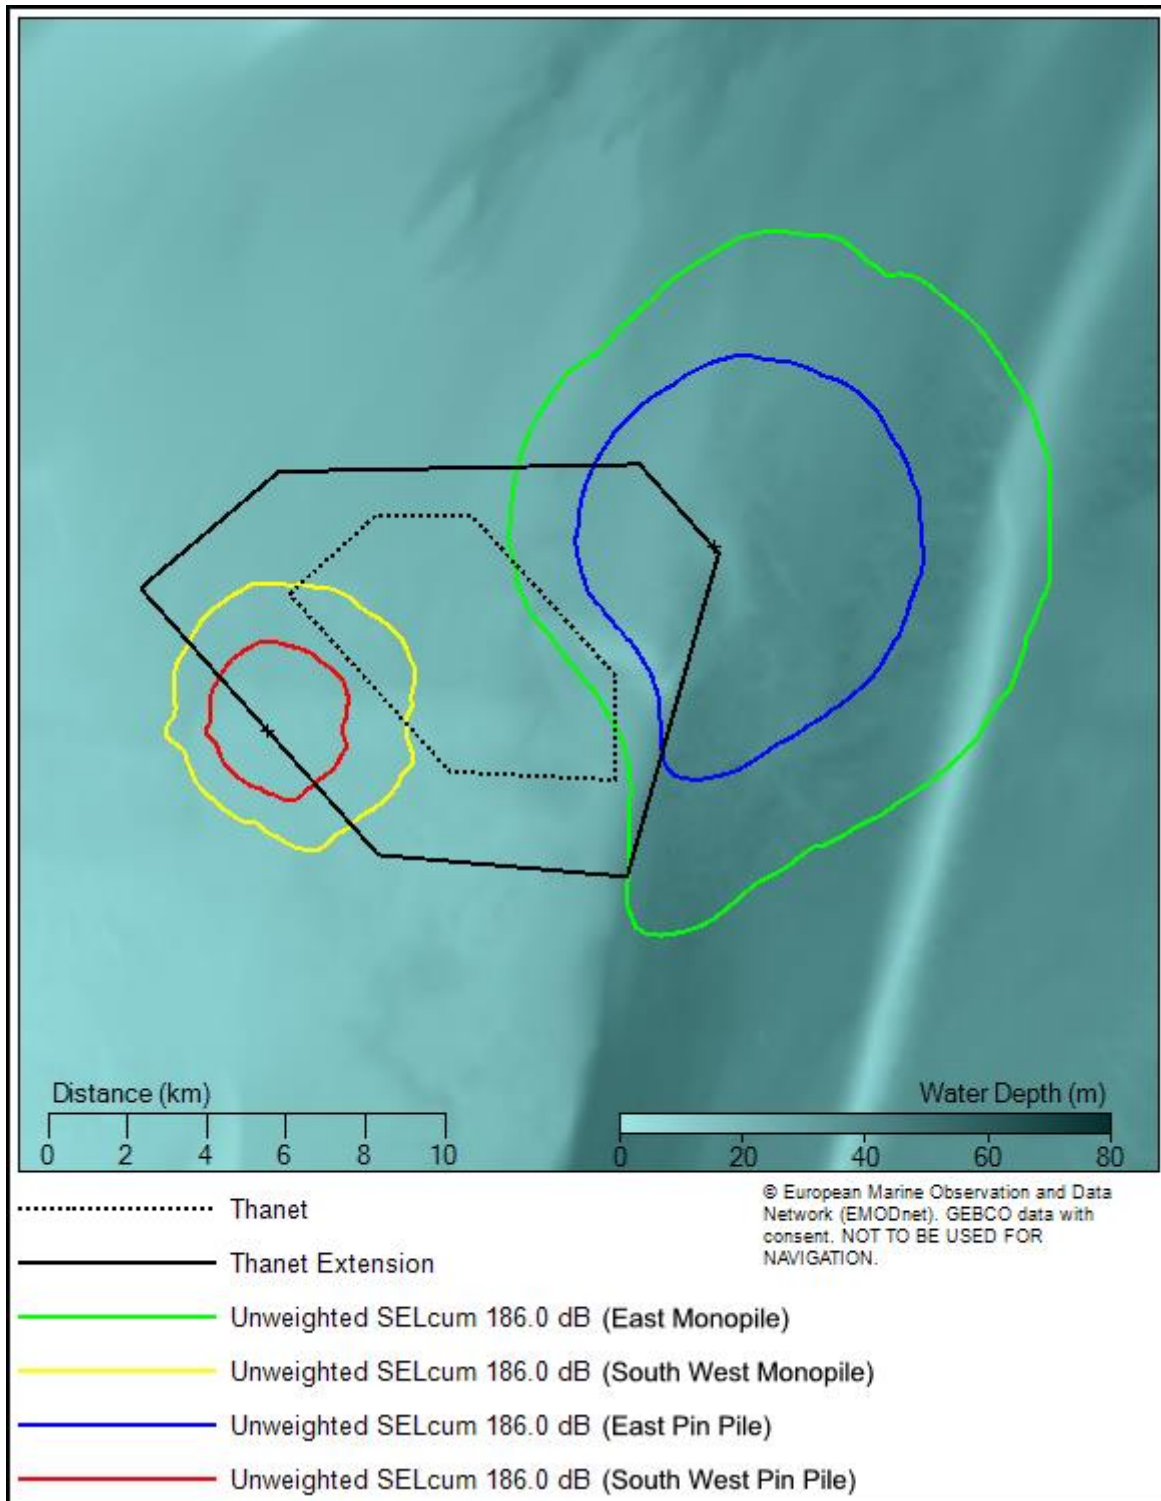 Distance (km)
0 2 4 6 8 10
Water Depth (m)
0 20 40 60 80
© European Marine Observation and Data
Network (EMODnet). GEBCO data with
consent. NOT TO BE USED FOR
NAVIGATION.
Thanet
Thanet Extension
Unweighted SELcum 186.0 dB (East Monopile)
Unweighted SELcum 186.0 dB (South West Monopile)
Unweighted SELcum 186.0 dB (East Pin Pile)
Unweighted SELcum 186.0 dB (South West Pin Pile)